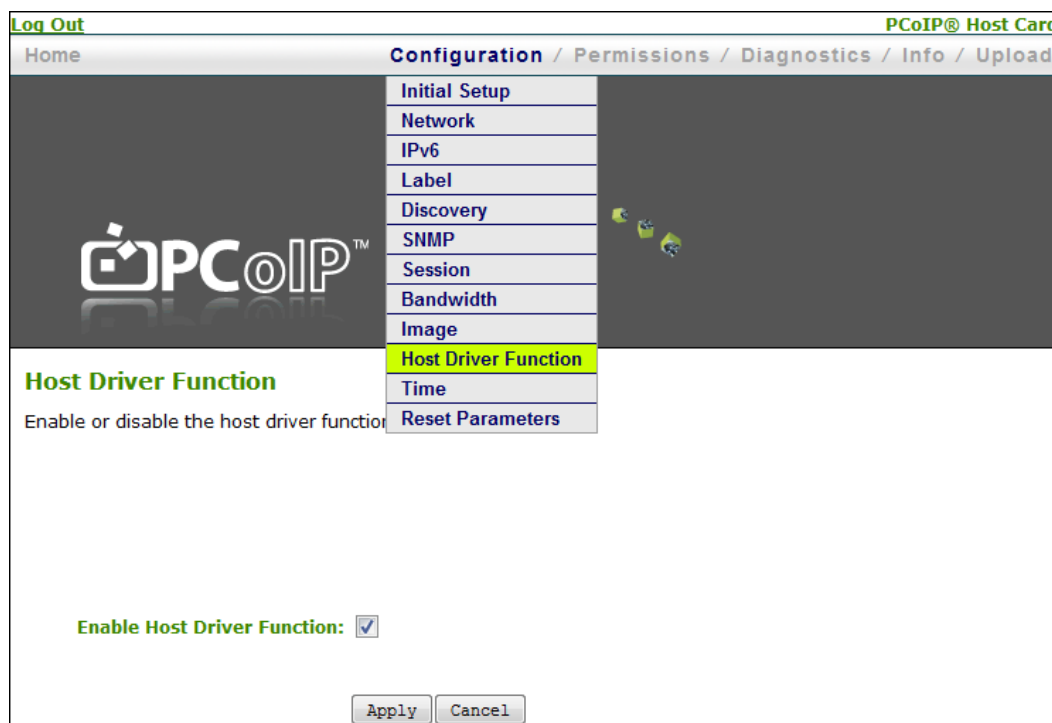 Log Out PCoIP® Host Card
Home Configuration / Permissions / Diagnostics / Info / Upload
Initial Setup
Network
IPv6
Label
Discovery
SNMP
Session
Bandwidth
Image
Host Driver Function
Time
Reset Parameters
PCoIP™
Host Driver Function
Enable or disable the host driver function
Enable Host Driver Function:
Apply Cancel